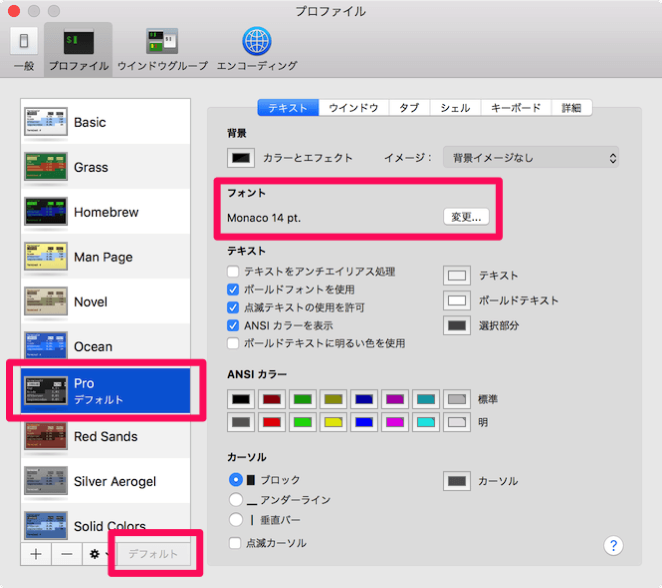 プロファイル
一般 プロファイル ウインドウグループ エンコーディング
テキスト ウインドウ タブ シェル キーボード 詳細
Basic
Grass
Homebrew
Man Page
Novel
Ocean
Pro
デフォルト
Red Sands
Silver Aerogel
Solid Colors
デフォルト
背景
カラーとエフェクト イメージ： 背景イメージなし
フォント
Monaco 14 pt. 変更...
テキスト
テキストをアンチエイリアス処理 テキスト
ボールドフォントを使用 ボールドテキスト
点滅テキストの使用を許可
ANSI カラーを表示 選択部分
ボールドテキストに明るい色を使用
ANSI カラー
標準
明
カーソル
ブロック カーソル
アンダーライン
垂直バー
点滅カーソル
?